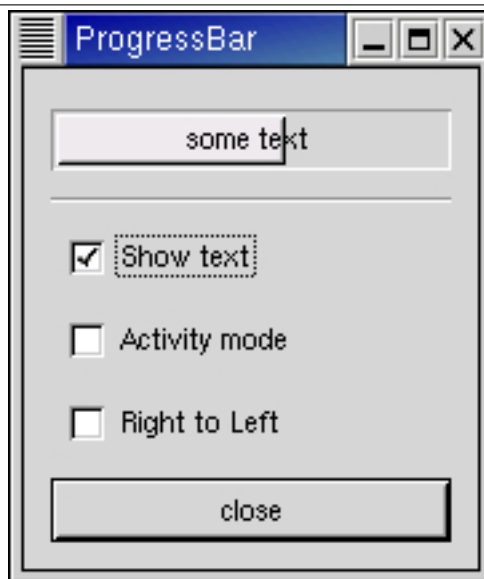 ProgressBar
some text
Show text
Activity mode
Right to Left
close